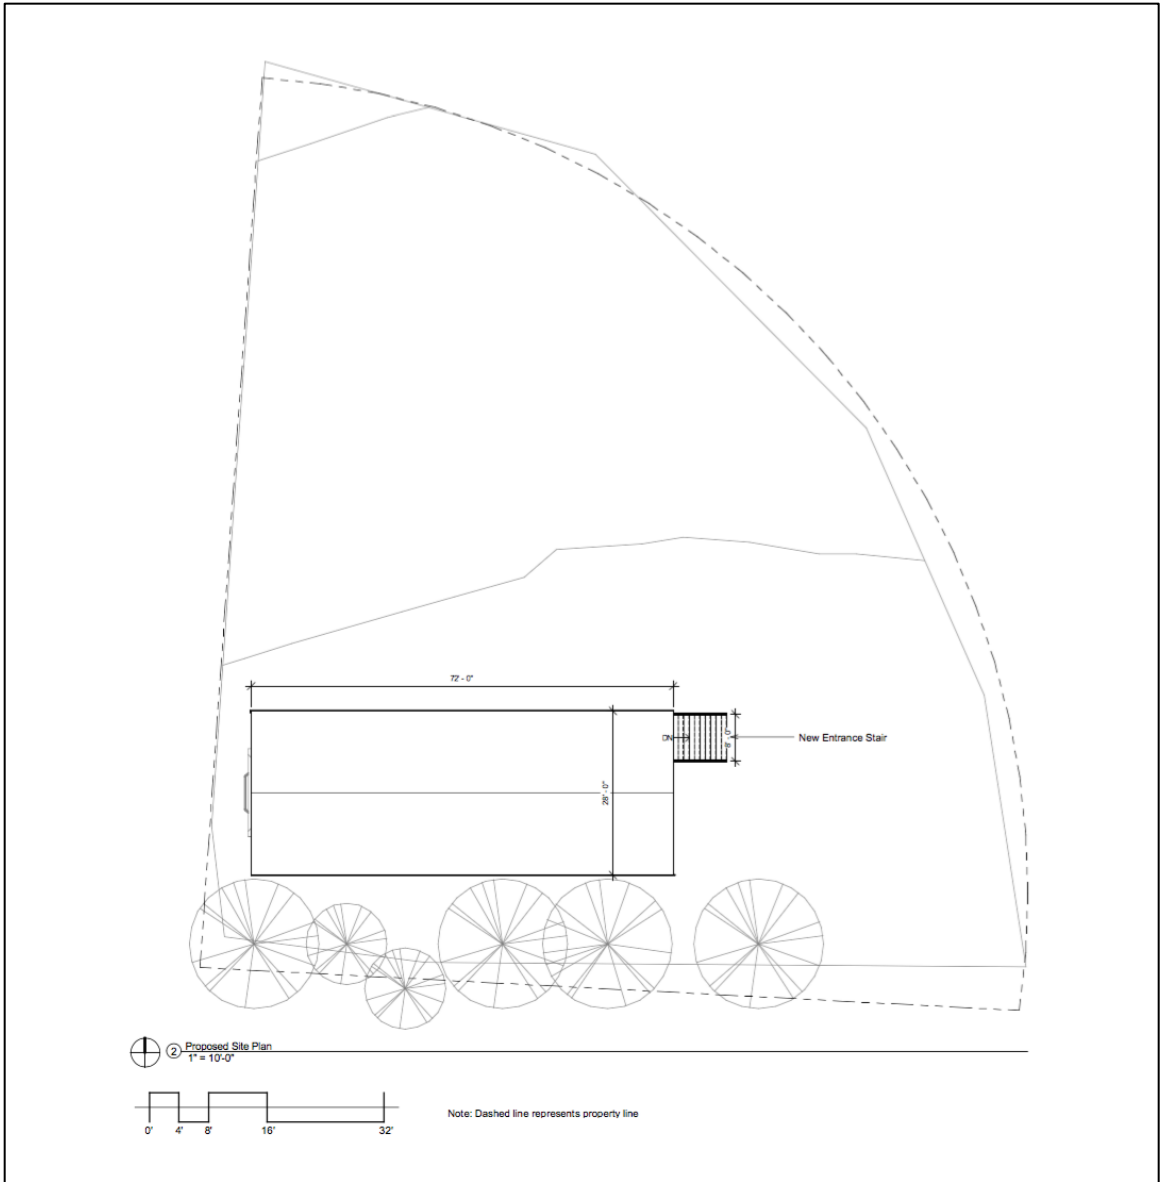 72 - 0"
DN
8' - 0"
New Entrance Stair
28' - 0"
2 Proposed Site Plan
1" = 10'-0"
0' 4' 8' 16' 32'
Note: Dashed line represents property line